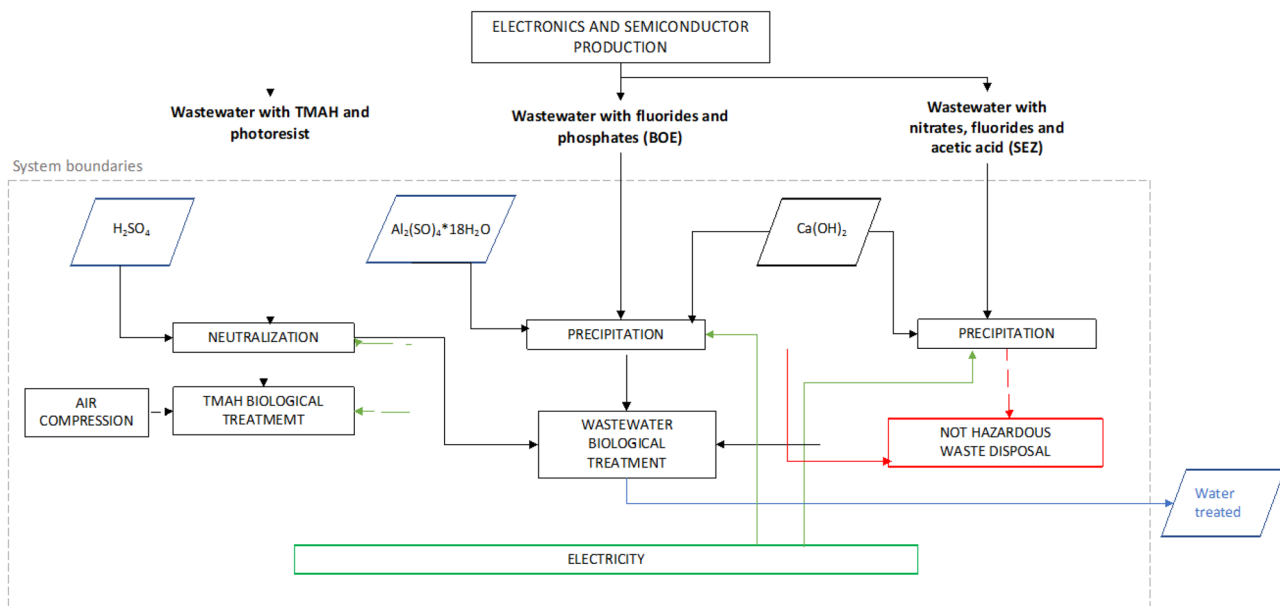 ELECTRONICS AND SEMICONDUCTOR
PRODUCTION
Wastewater with TMAH and
photoresist
Wastewater with fluorides and
phosphates (BOE)
Wastewater with
nitrates, fluorides and
acetic acid (SEZ)
System boundaries
H₂SO₄
Al₂(SO)₄*18H₂O
Ca(OH)₂
NEUTRALIZATION
PRECIPITATION
PRECIPITATION
AIR
COMPRESSION
TMAH BIOLOGICAL
TREATEMT
WASTEWATER
BIOLOGICAL
TREATMENT
NOT HAZARDOUS
WASTE DISPOSAL
Water
treated
ELECTRICITY